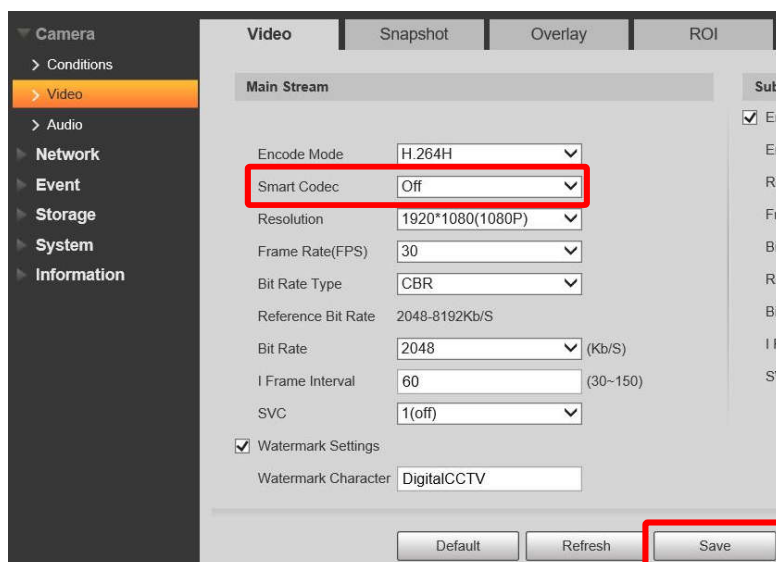 Camera
Conditions
Video
Audio
Network
Event
Storage
System
Information
Video Snapshot Overlay ROI
Main Stream
Encode Mode H.264H
Smart Codec Off
Resolution 1920*1080(1080P)
Frame Rate(FPS) 30
Bit Rate Type CBR
Reference Bit Rate 2048-8192Kb/S
Bit Rate 2048 (Kb/S)
I Frame Interval 60 (30~150)
SVC 1(off)
Watermark Settings
Watermark Character DigitalCCTV
Default Refresh Save